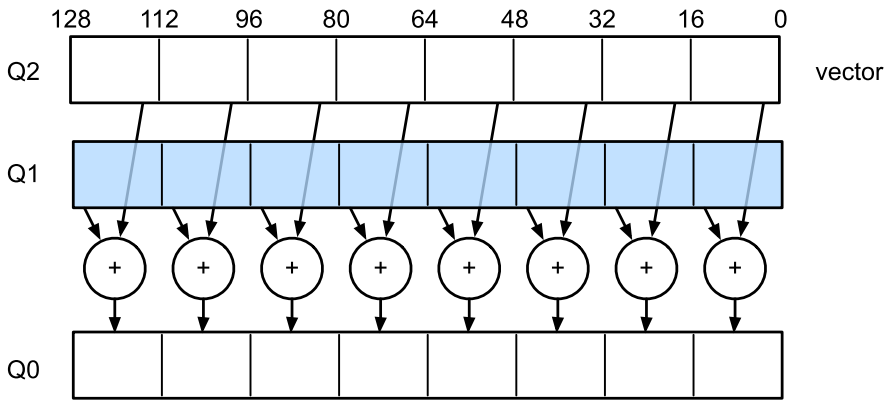 128 112 96 80 64 48 32 16 0
Q2 vector
Q1
+ + + + + + + +
Q0